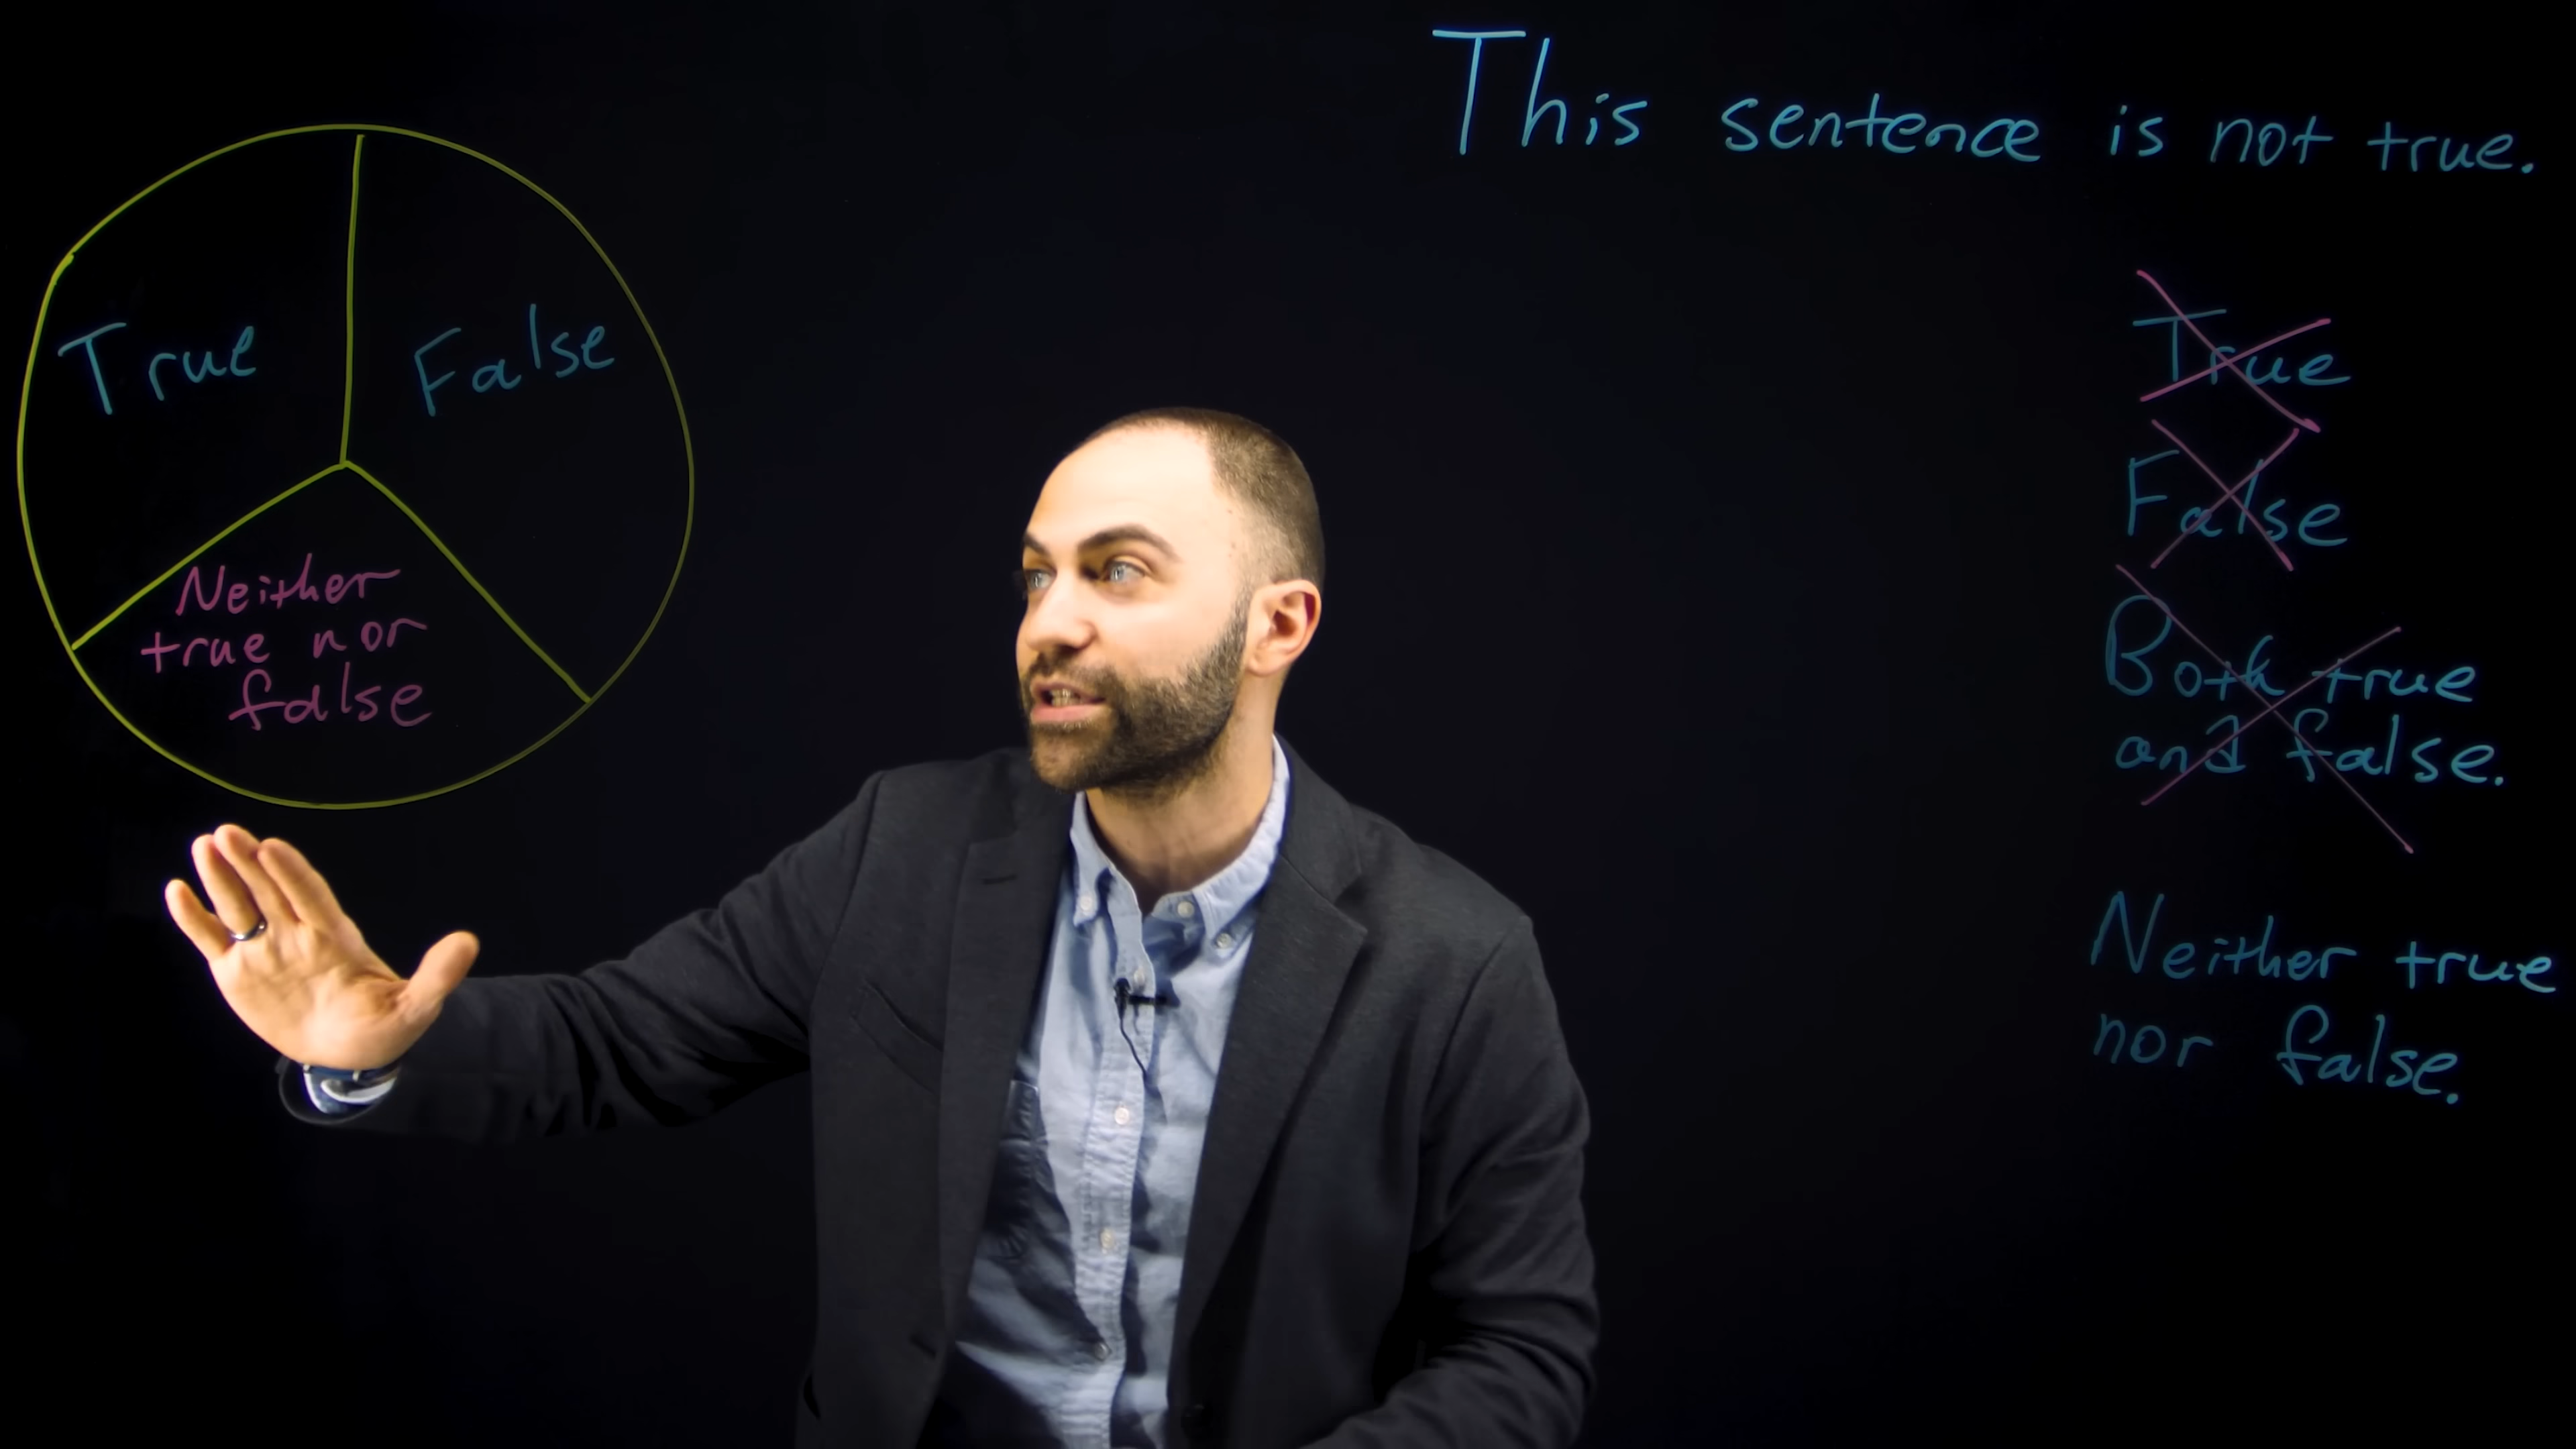 This sentence is not true.
True
False
Neither
true nor
false
True
False
Both true
and false.
Neither true
nor false.